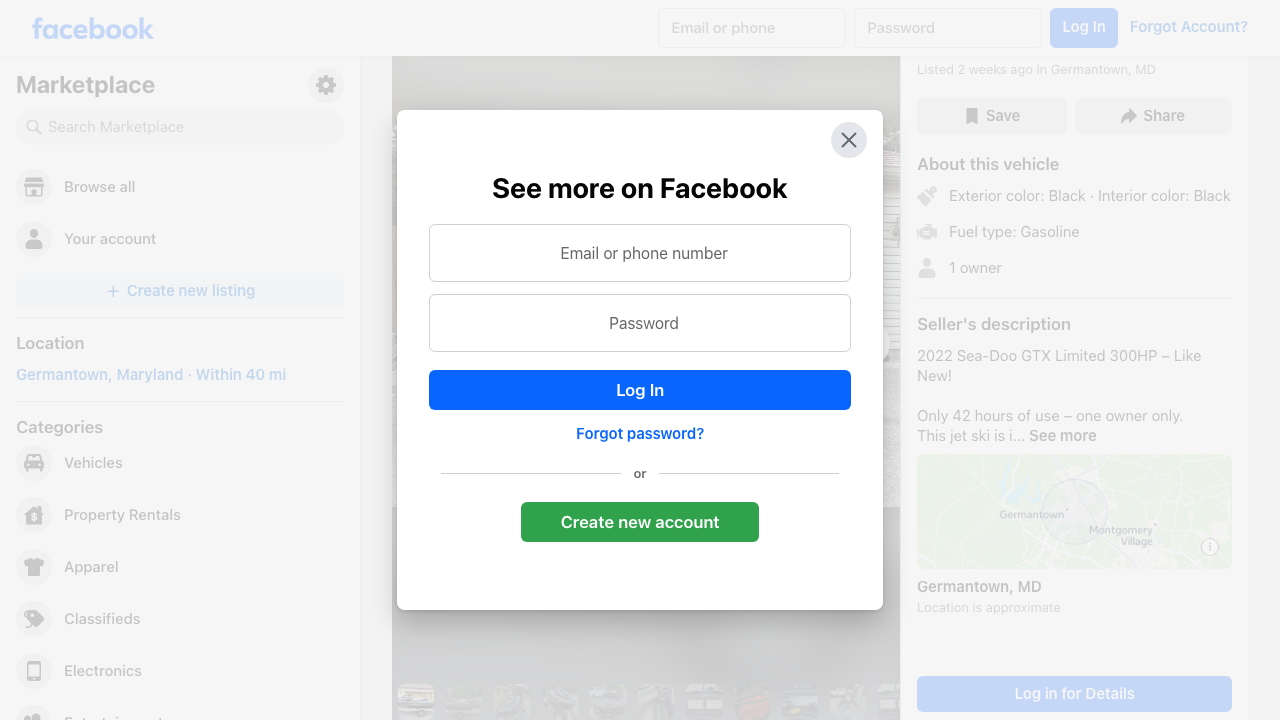 facebook
Email or phone
Password
Log In
Forgot Account?
Marketplace
Search Marketplace
Browse all
Your account
Create new listing
Location
Germantown, Maryland · Within 40 mi
Categories
Vehicles
Property Rentals
Apparel
Classifieds
Electronics
See more on Facebook
Email or phone number
Password
Log In
Forgot password?
or
Create new account
Listed 2 weeks ago in Germantown, MD
Save
Share
About this vehicle
Exterior color: Black · Interior color: Black
Fuel type: Gasoline
1 owner
Seller's description
2022 Sea-Doo GTX Limited 300HP – Like
New!
Only 42 hours of use – one owner only.
This jet ski is i... See more
Germantown
Montgomery
Village
Germantown, MD
Location is approximate
Log in for Details